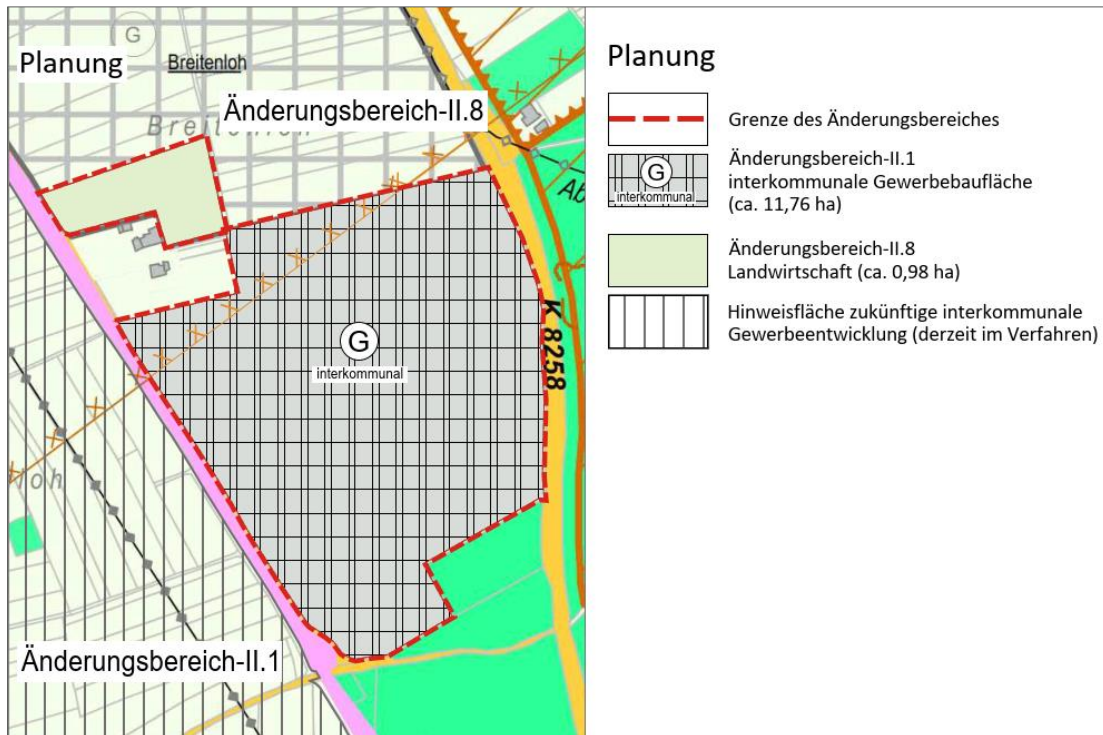 Planung
G
Breitenloh
Änderungsbereich-II.8
Breitenloh
Ab
K 8258
G
interkommunal
loh
Änderungsbereich-II.1
Planung
Grenze des Änderungsbereiches
G
interkommunal
Änderungsbereich-II.1
interkommunale Gewerbebaufläche
(ca. 11,76 ha)
Änderungsbereich-II.8
Landwirtschaft (ca. 0,98 ha)
Hinweisfläche zukünftige interkommunale
Gewerbeentwicklung (derzeit im Verfahren)